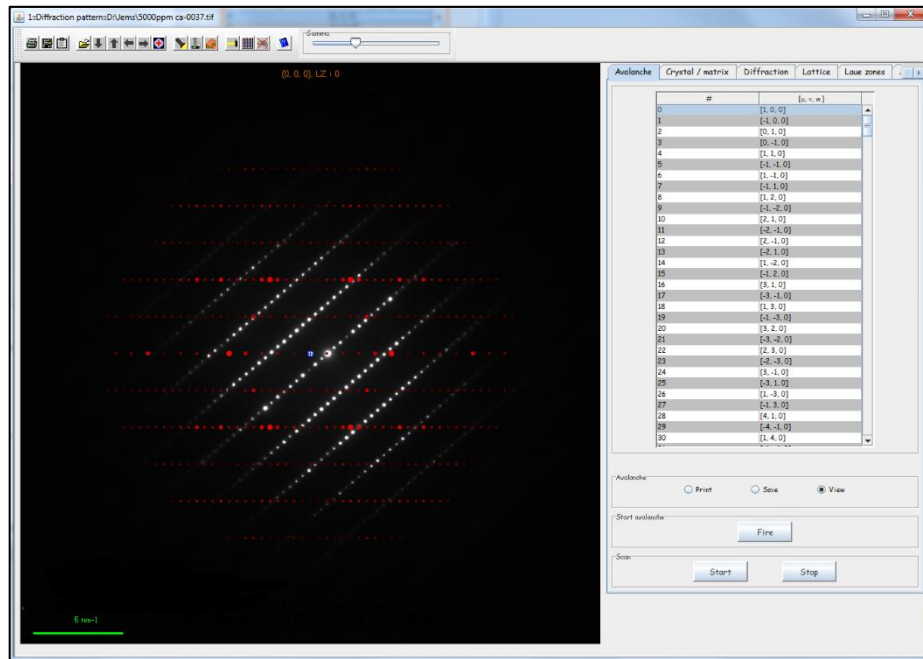 1:Diffraction pattern:D:\Jems\5000ppm ca-0037.tif
Gamma
(0, 0, 0), LZ : 0
6 nm-1
Avalanche Crystal / matrix Diffraction Lattice Laue zones
# [u, v, w]
0 [1, 0, 0]
1 [-1, 0, 0]
2 [0, 1, 0]
3 [0, -1, 0]
4 [1, 1, 0]
5 [-1, -1, 0]
6 [1, -1, 0]
7 [-1, 1, 0]
8 [1, 2, 0]
9 [-1, -2, 0]
10 [2, 1, 0]
11 [-2, -1, 0]
12 [2, -1, 0]
13 [-2, 1, 0]
14 [1, -2, 0]
15 [-1, 2, 0]
16 [3, 1, 0]
17 [-3, -1, 0]
18 [1, 3, 0]
19 [-1, -3, 0]
20 [3, 2, 0]
21 [-3, -2, 0]
22 [2, 3, 0]
23 [-2, -3, 0]
24 [3, -1, 0]
25 [-3, 1, 0]
26 [1, -3, 0]
27 [-1, 3, 0]
28 [4, 1, 0]
29 [-4, -1, 0]
30 [1, 4, 0]
Avalanche
Print Save View
Start avalanche
Fire
Scan
Start Stop